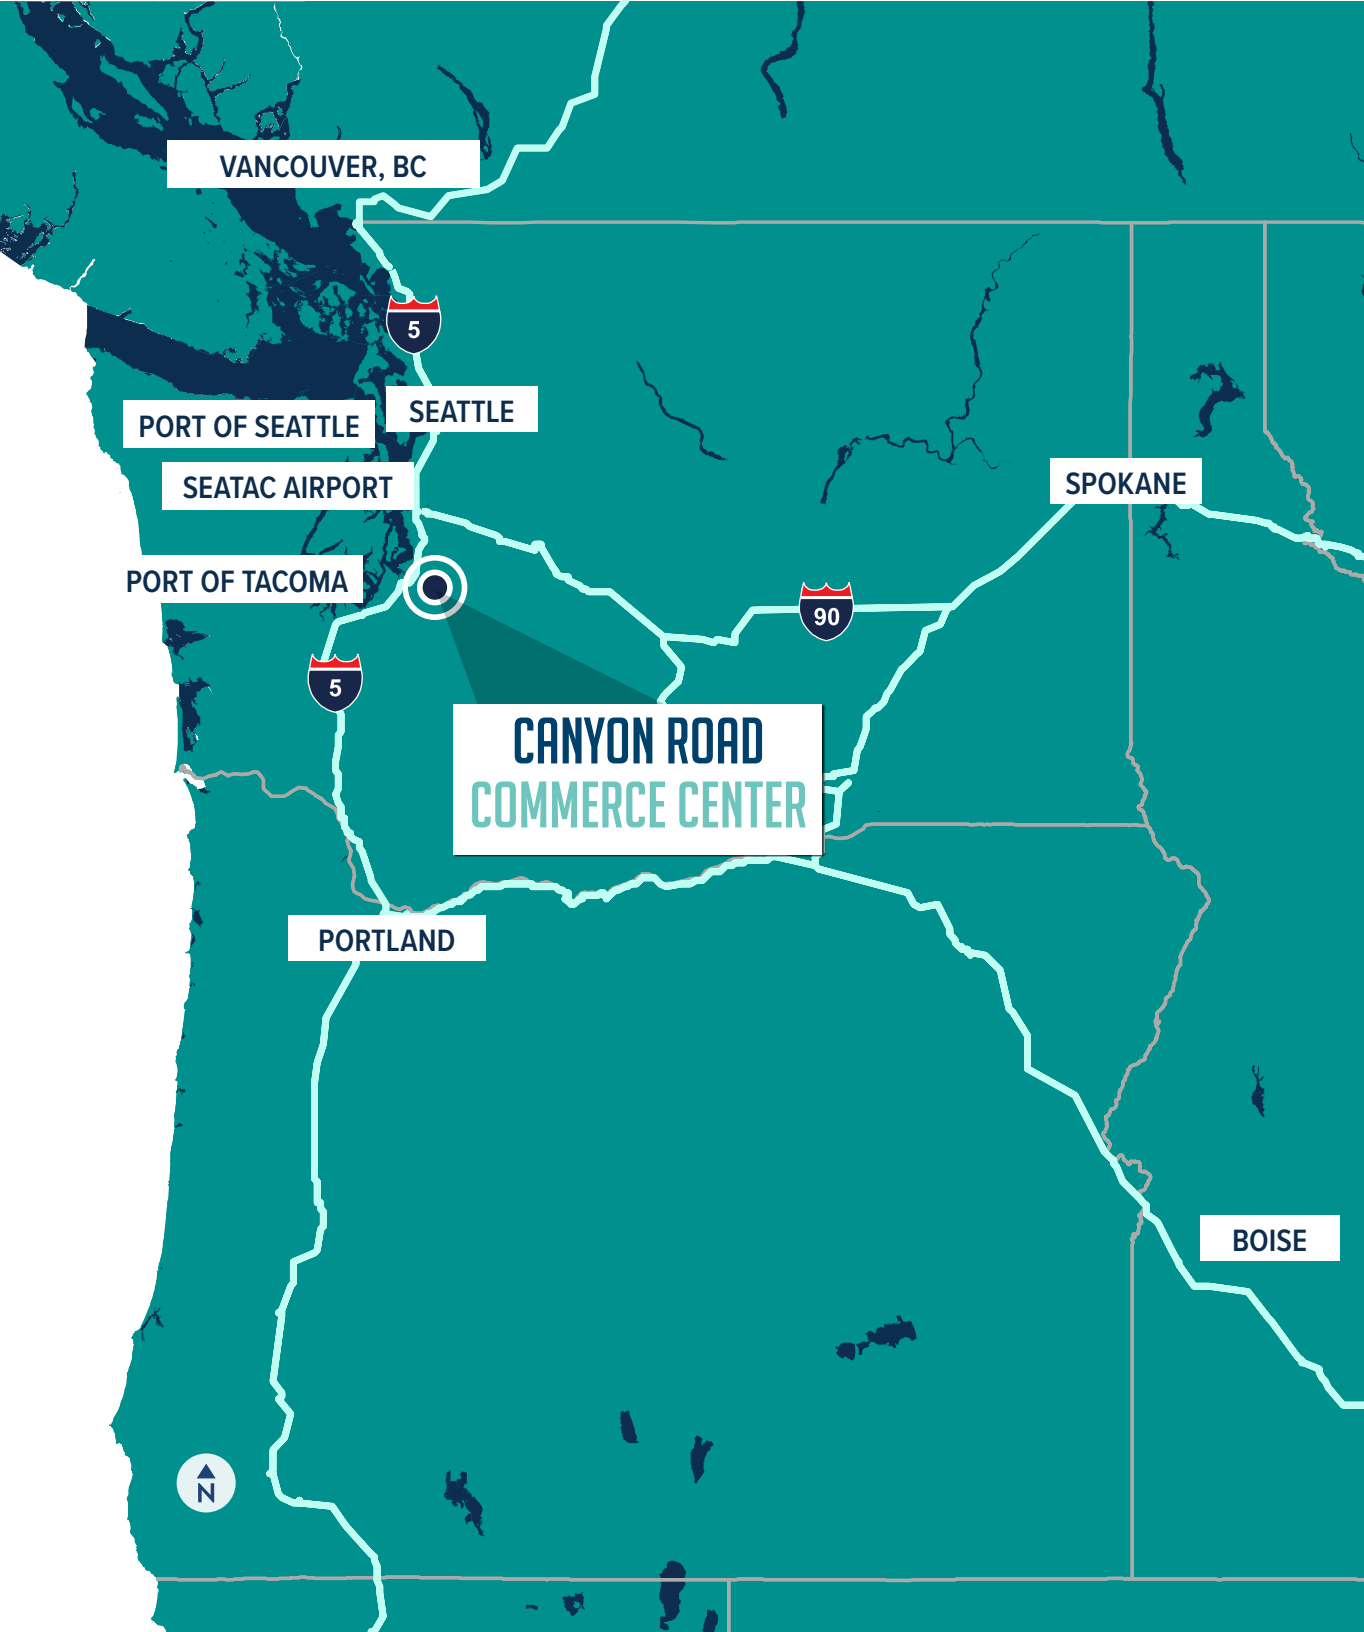 VANCOUVER, BC
5
SEATTLE
PORT OF SEATTLE
SEATAC AIRPORT
SPOKANE
PORT OF TACOMA
90
5
CANYON ROAD
COMMERCE CENTER
PORTLAND
BOISE
N